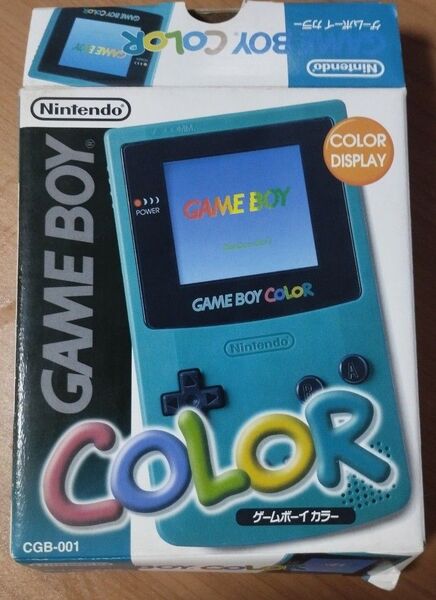 GAME BOY COLOR
ゲームボーイ カラー
Nintendo
Nintendo
GAME BOY
COLOR
DISPLAY
POWER
GAME BOY
GAME BOY COLOR
Nintendo
B A
COLOR
ゲームボーイ カラー
CGB-001